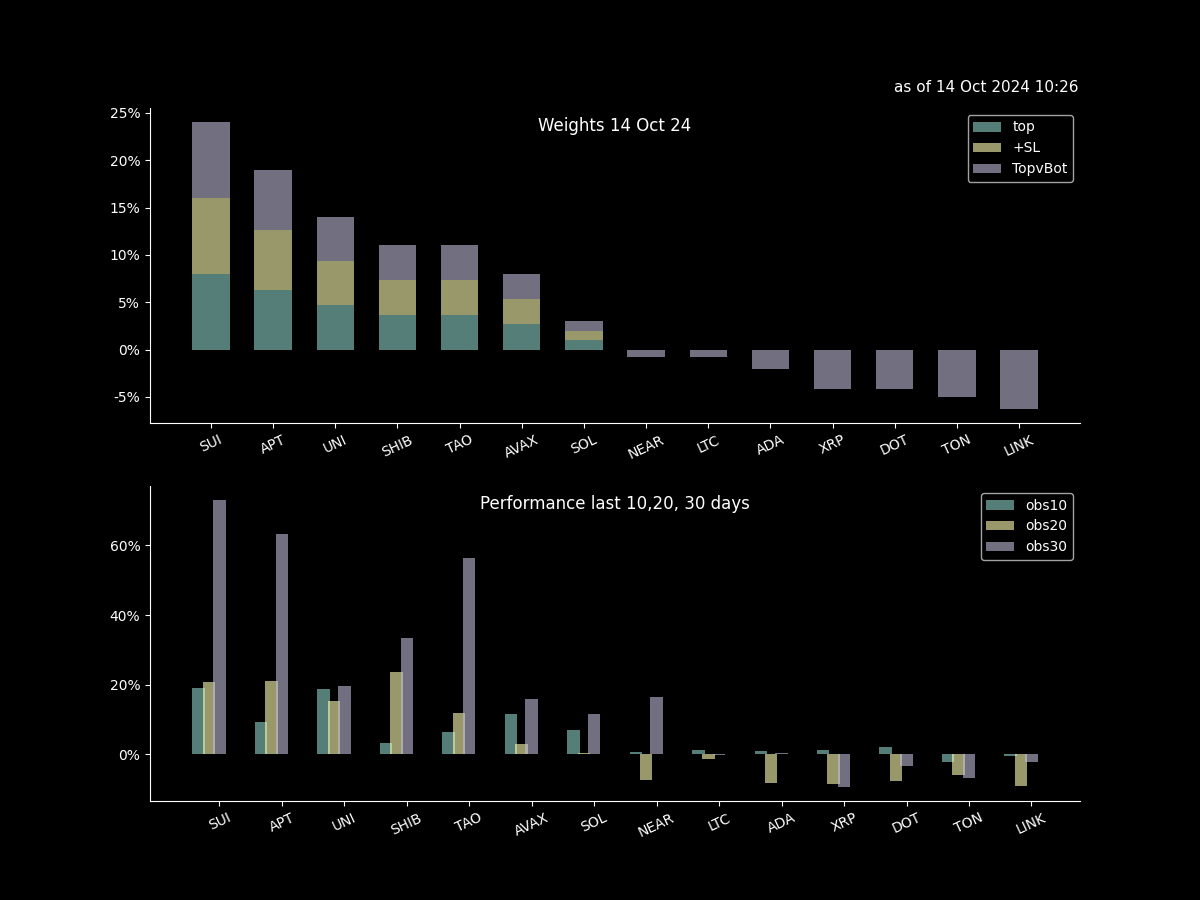 as of 14 Oct 2024 10:26
Weights 14 Oct 24
top
+SL
TopvBot
25%
20%
15%
10%
5%
0%
-5%
SUI APT UNI SHIB TAO AVAX SOL NEAR LTC ADA XRP DOT TON LINK
Performance last 10,20, 30 days
obs10
obs20
obs30
60%
40%
20%
0%
SUI APT UNI SHIB TAO AVAX SOL NEAR LTC ADA XRP DOT TON LINK